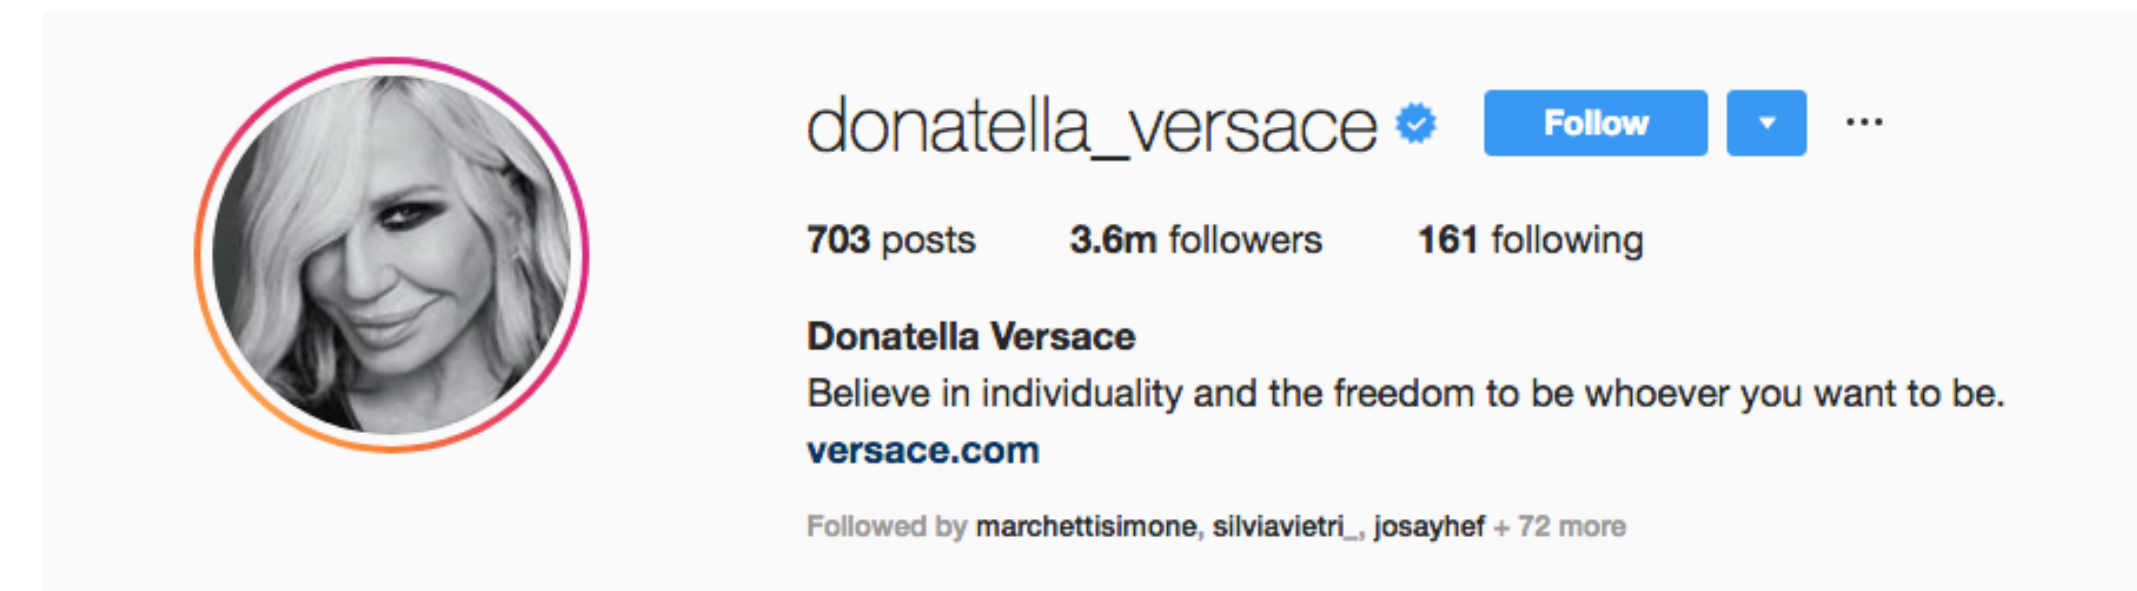 donatella_versace Follow
703 posts 3.6m followers 161 following
Donatella Versace
Believe in individuality and the freedom to be whoever you want to be.
versace.com
Followed by marchettisimone, silviavietri_, josayhef + 72 more